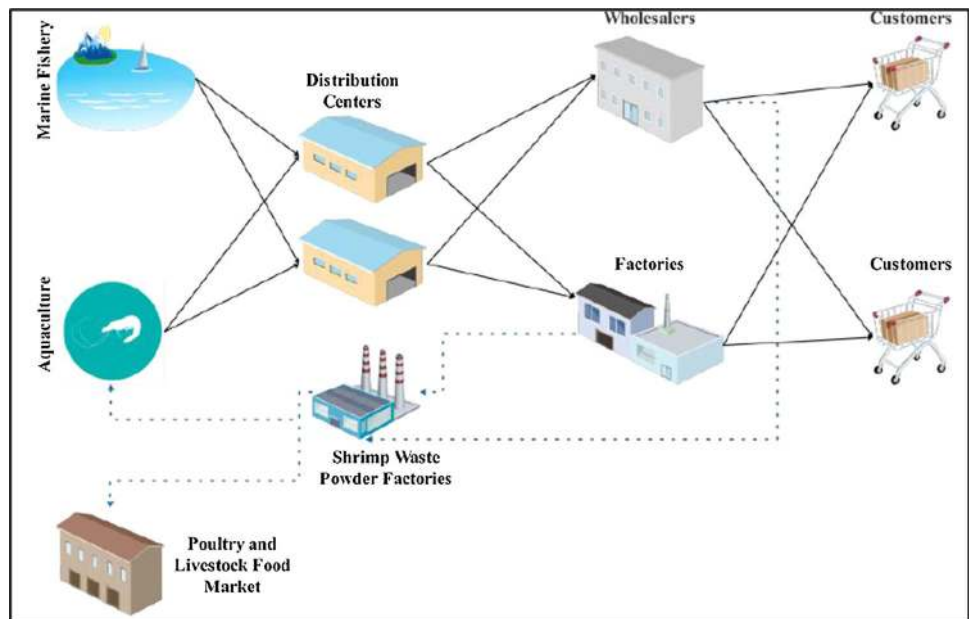 Marine Fishery
Distribution
Centers
Wholesalers
Customers
Aquaculture
Factories
Customers
Shrimp Waste
Powder Factories
Poultry and
Livestock Food
Market